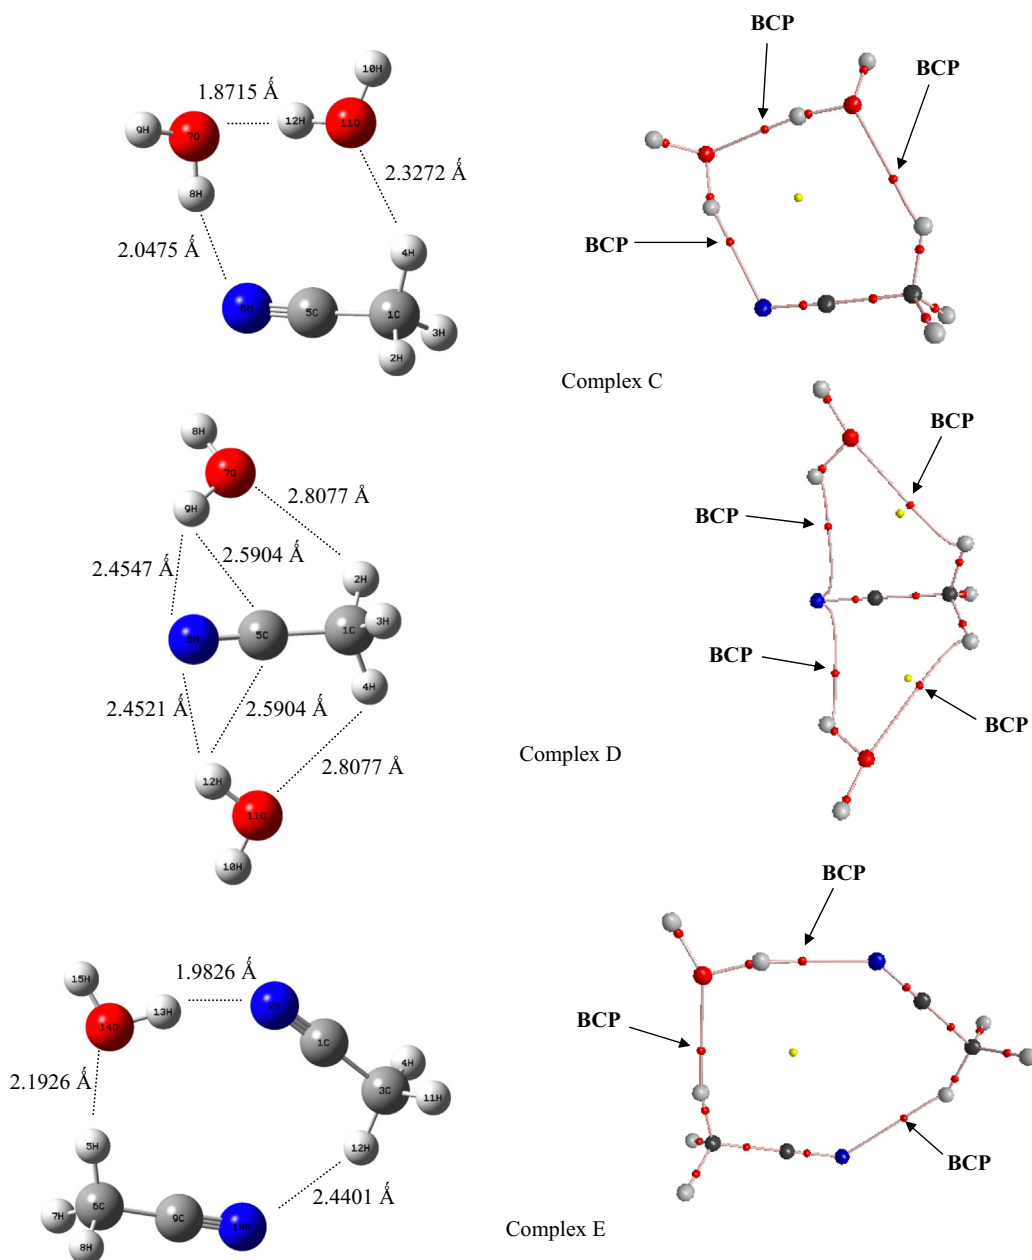 BCP
10H
BCP
1.8715 Å
9H
7O
12H
11O
2.3272 Å
8H
4H
2.0475 Å
BCP
6N
5C
1C
3H
2H
Complex C
8H
7O
BCP
2.8077 Å
9H
BCP
2.4547 Å
2.5904 Å
2H
6N
5C
1C
3H
BCP
4H
2.4521 Å
2.5904 Å
BCP
2.8077 Å
12H
Complex D
11O
10H
BCP
1.9826 Å
15H
13H
2N
14O
1C
BCP
4H
2.1926 Å
3C
11H
5H
12H
BCP
7H
6C
2.4401 Å
9C
10N
8H
Complex E